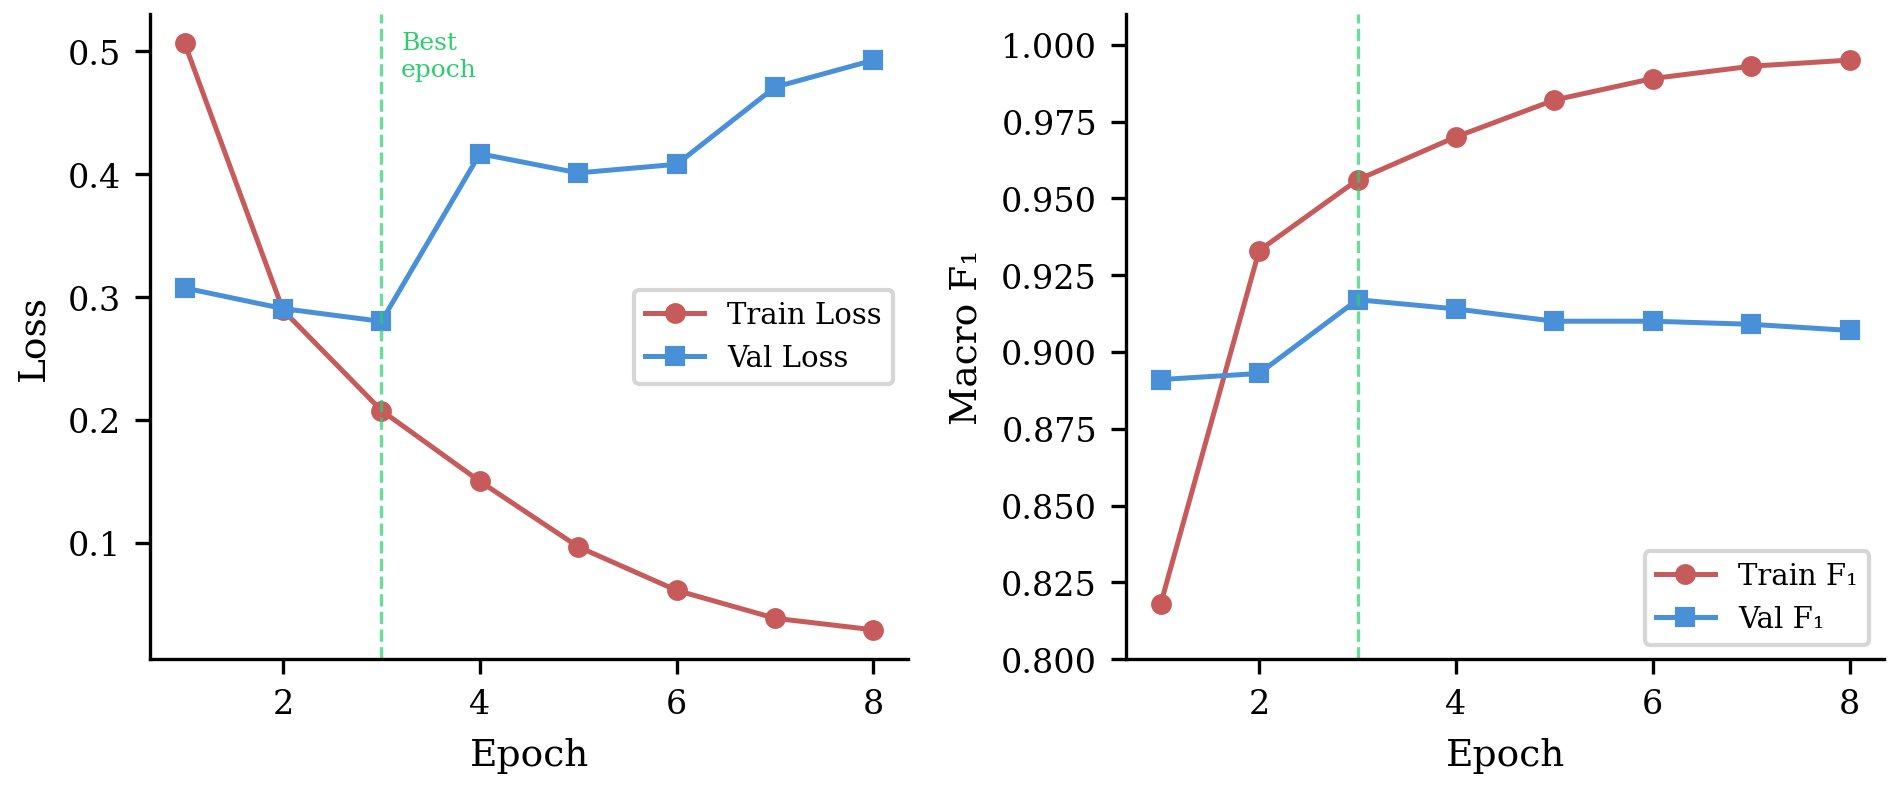 Loss
0.5
0.4
0.3
0.2
0.1
Best
epoch
Train Loss
Val Loss
2
4
6
8
Epoch
Macro F₁
1.000
0.975
0.950
0.925
0.900
0.875
0.850
0.825
0.800
Train F₁
Val F₁
2
4
6
8
Epoch